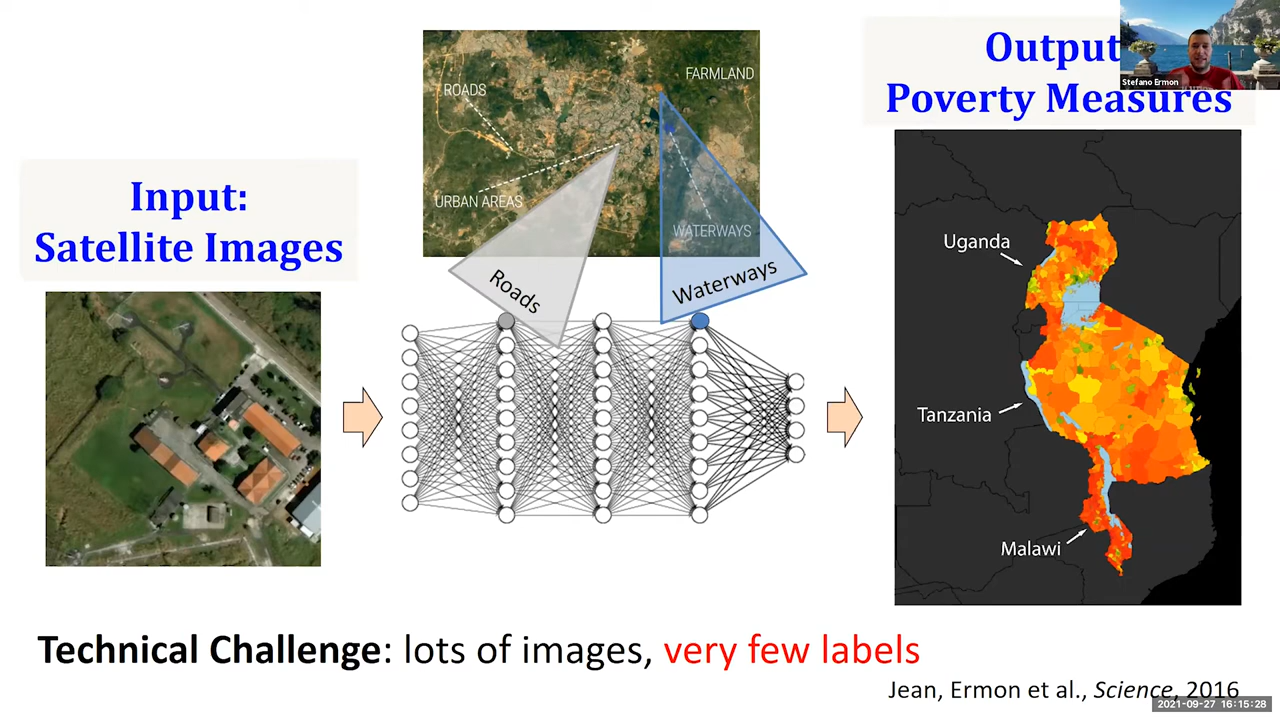 Input:
Satellite Images
ROADS
FARMLAND
URBAN AREAS
WATERWAYS
Roads
Waterways
Output
Poverty Measures
Stefano Ermon
Uganda
Tanzania
Malawi
Technical Challenge: lots of images, very few labels
Jean, Ermon et al., Science, 2016
2021-09-27 16:15:28